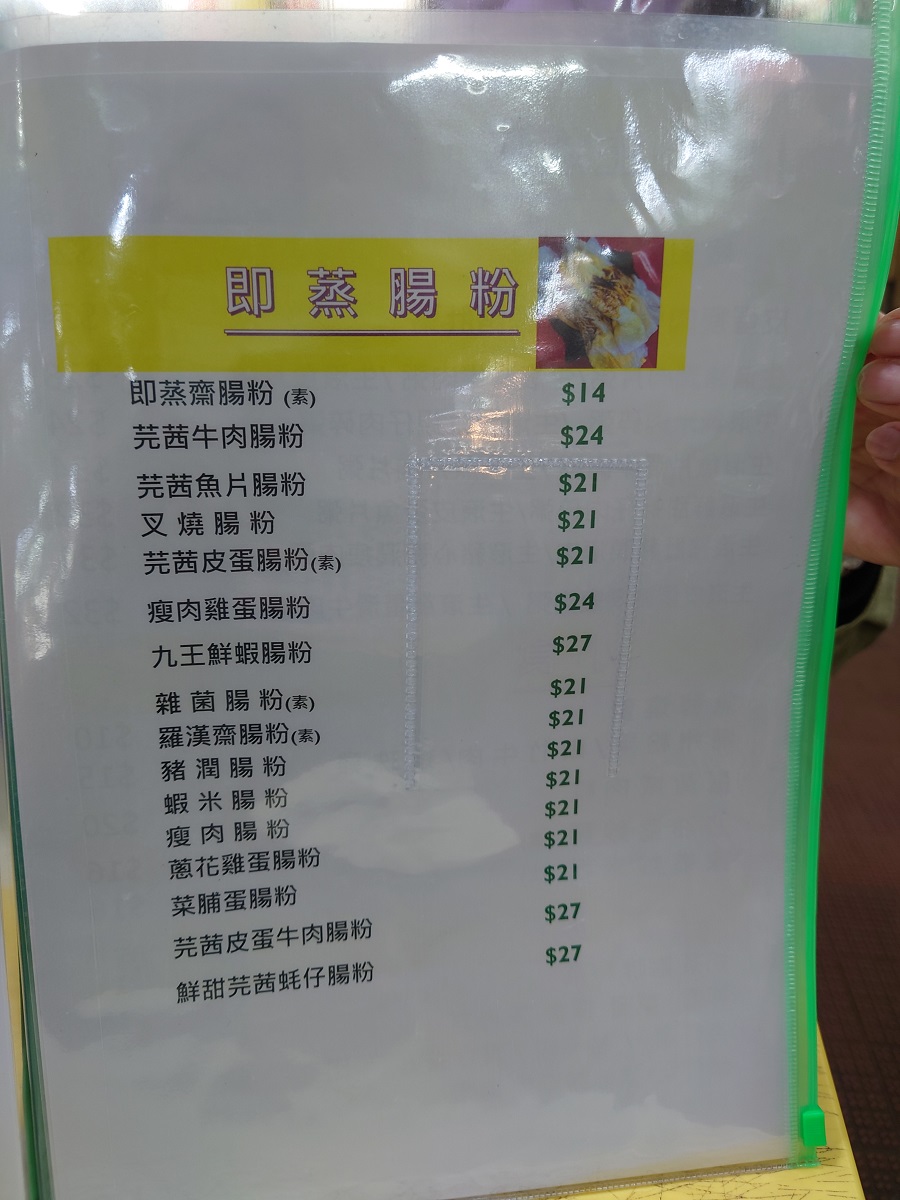 即蒸腸粉
即蒸齋腸粉 (素) $14
芫茜牛肉腸粉 $24
芫茜魚片腸粉 $21
叉燒腸粉 $21
芫茜皮蛋腸粉(素) $21
瘦肉雞蛋腸粉 $24
九王鮮蝦腸粉 $27
雜菌腸粉(素) $21
羅漢齋腸粉(素) $21
豬潤腸粉 $21
蝦米腸粉 $21
瘦肉腸粉 $21
蔥花雞蛋腸粉 $21
菜脯蛋腸粉 $21
芫茜皮蛋牛肉腸粉 $27
鮮甜芫茜蚝仔腸粉 $27